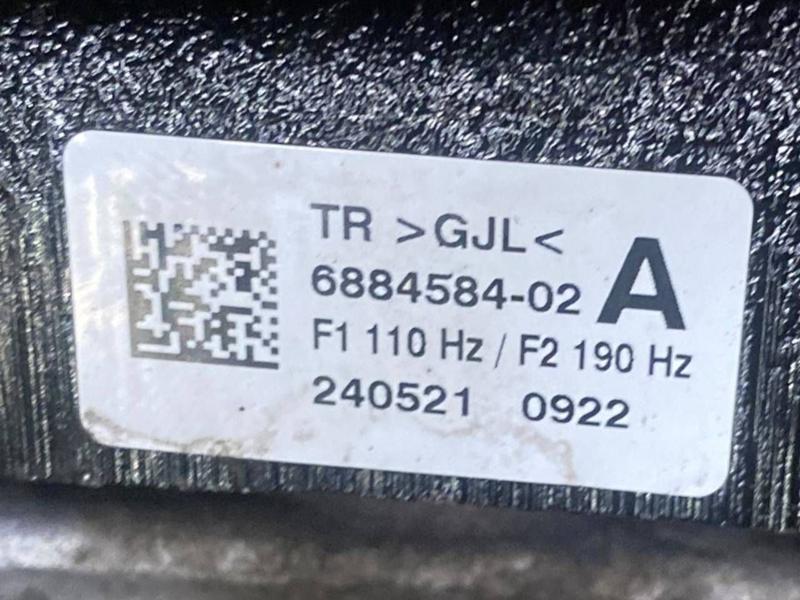 TR >GJL<
6884584-02 A
F1 110 Hz / F2 190 Hz
240521 0922